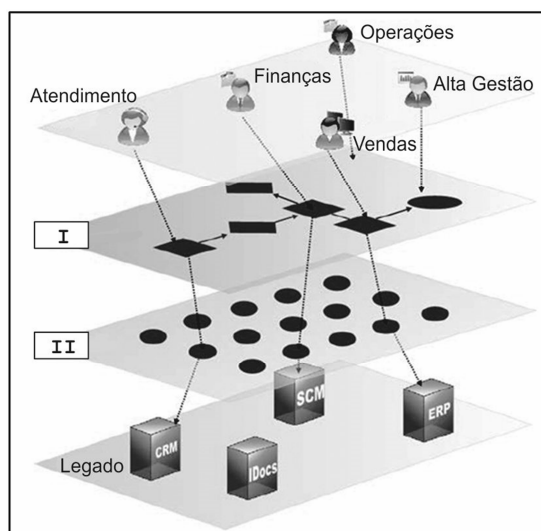 Operações
Finanças
Alta Gestão
Atendimento
Vendas
I
II
SCM
ERP
CRM
Legado
IDocs